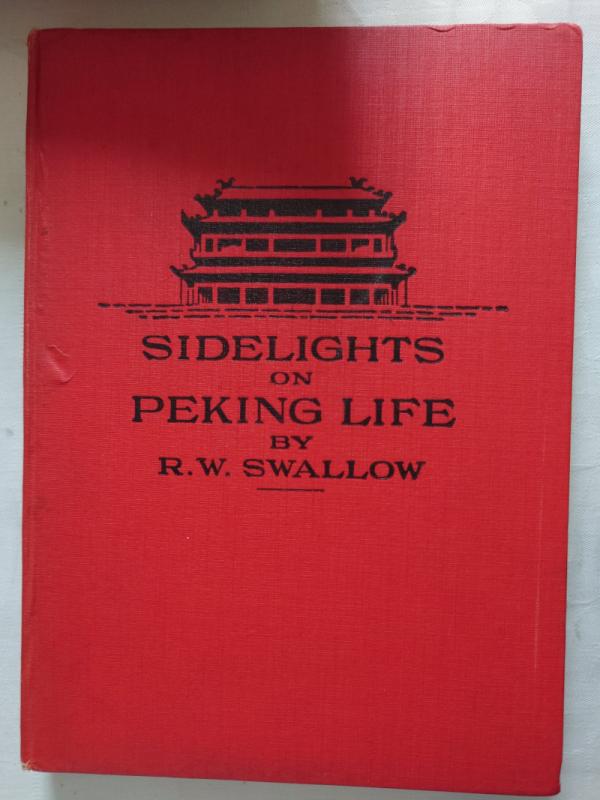 SIDELIGHTS
ON
PEKING LIFE
BY
R.W. SWALLOW